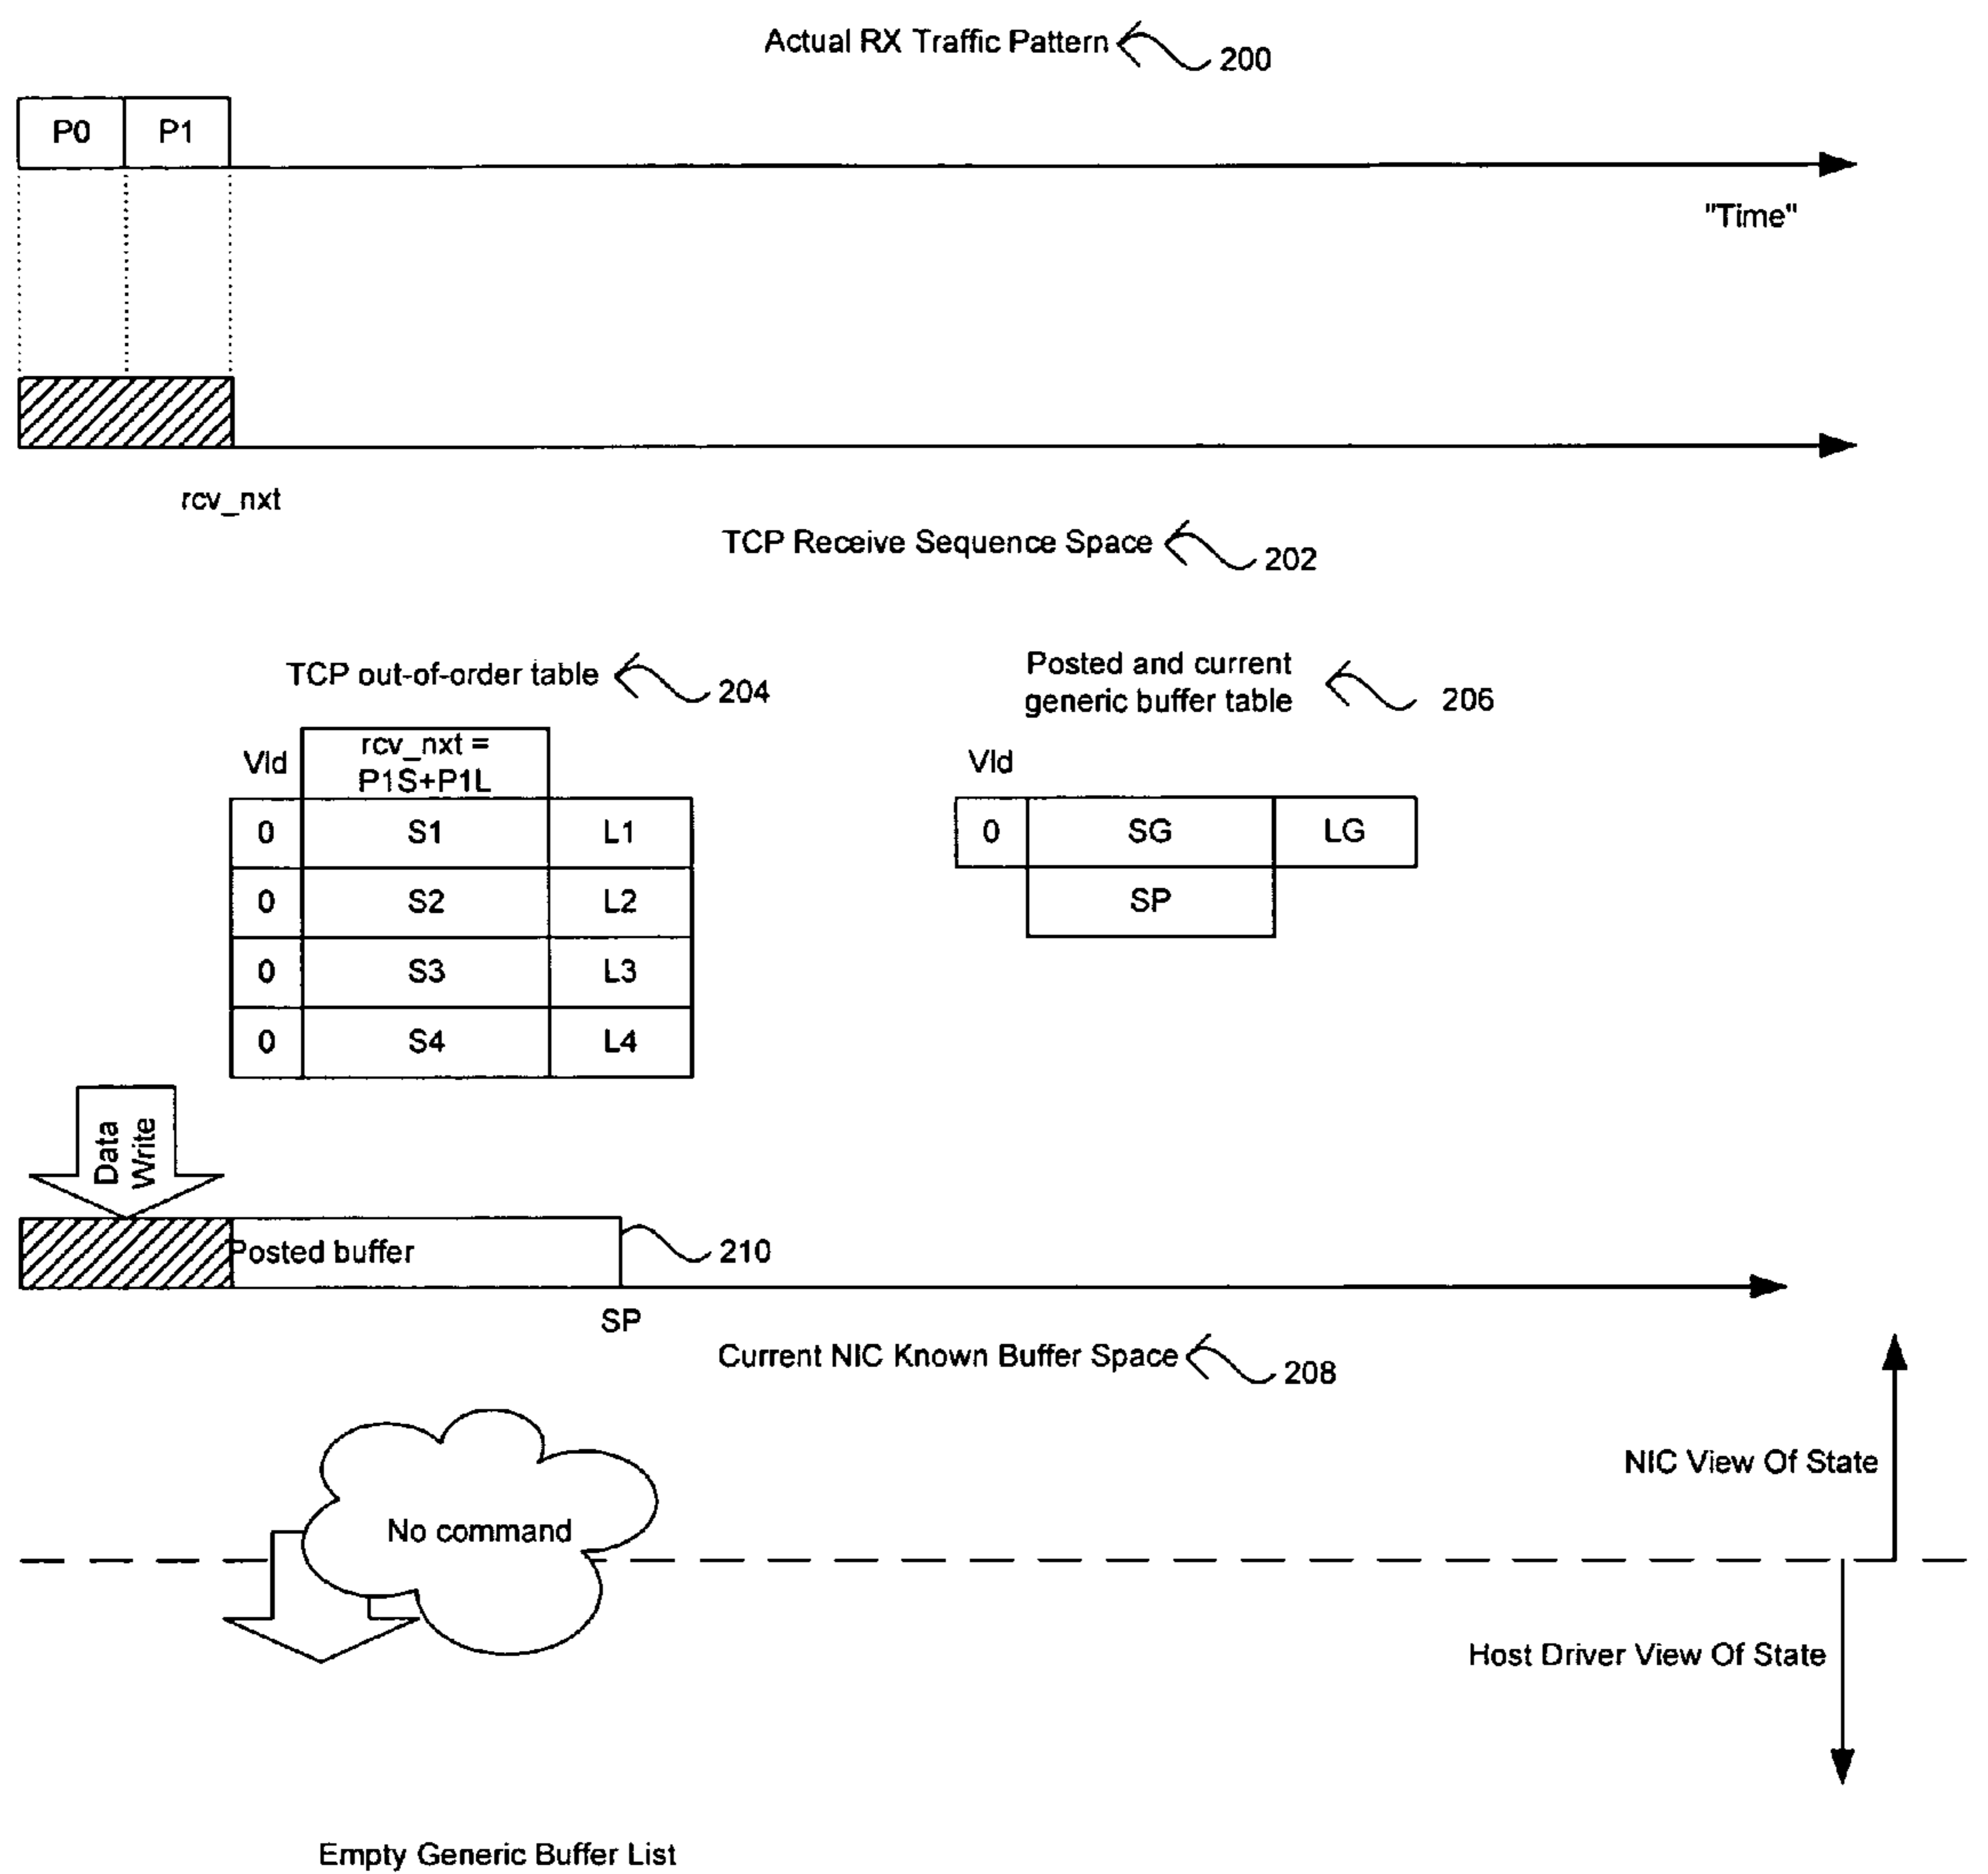 Actual RX Traffic Pattern 200
P0 P1
"Time"
rcv_nxt
TCP Receive Sequence Space 202
TCP out-of-order table 204
Posted and current
generic buffer table 206
Vld rcv_nxt =
P1S+P1L
Vld
0 S1 L1
0 S2 L2
0 S3 L3
0 S4 L4
0 SG LG
SP
Data
Write
Posted buffer 210
SP
Current NIC Known Buffer Space 208
NIC View Of State
No command
Host Driver View Of State
Empty Generic Buffer List